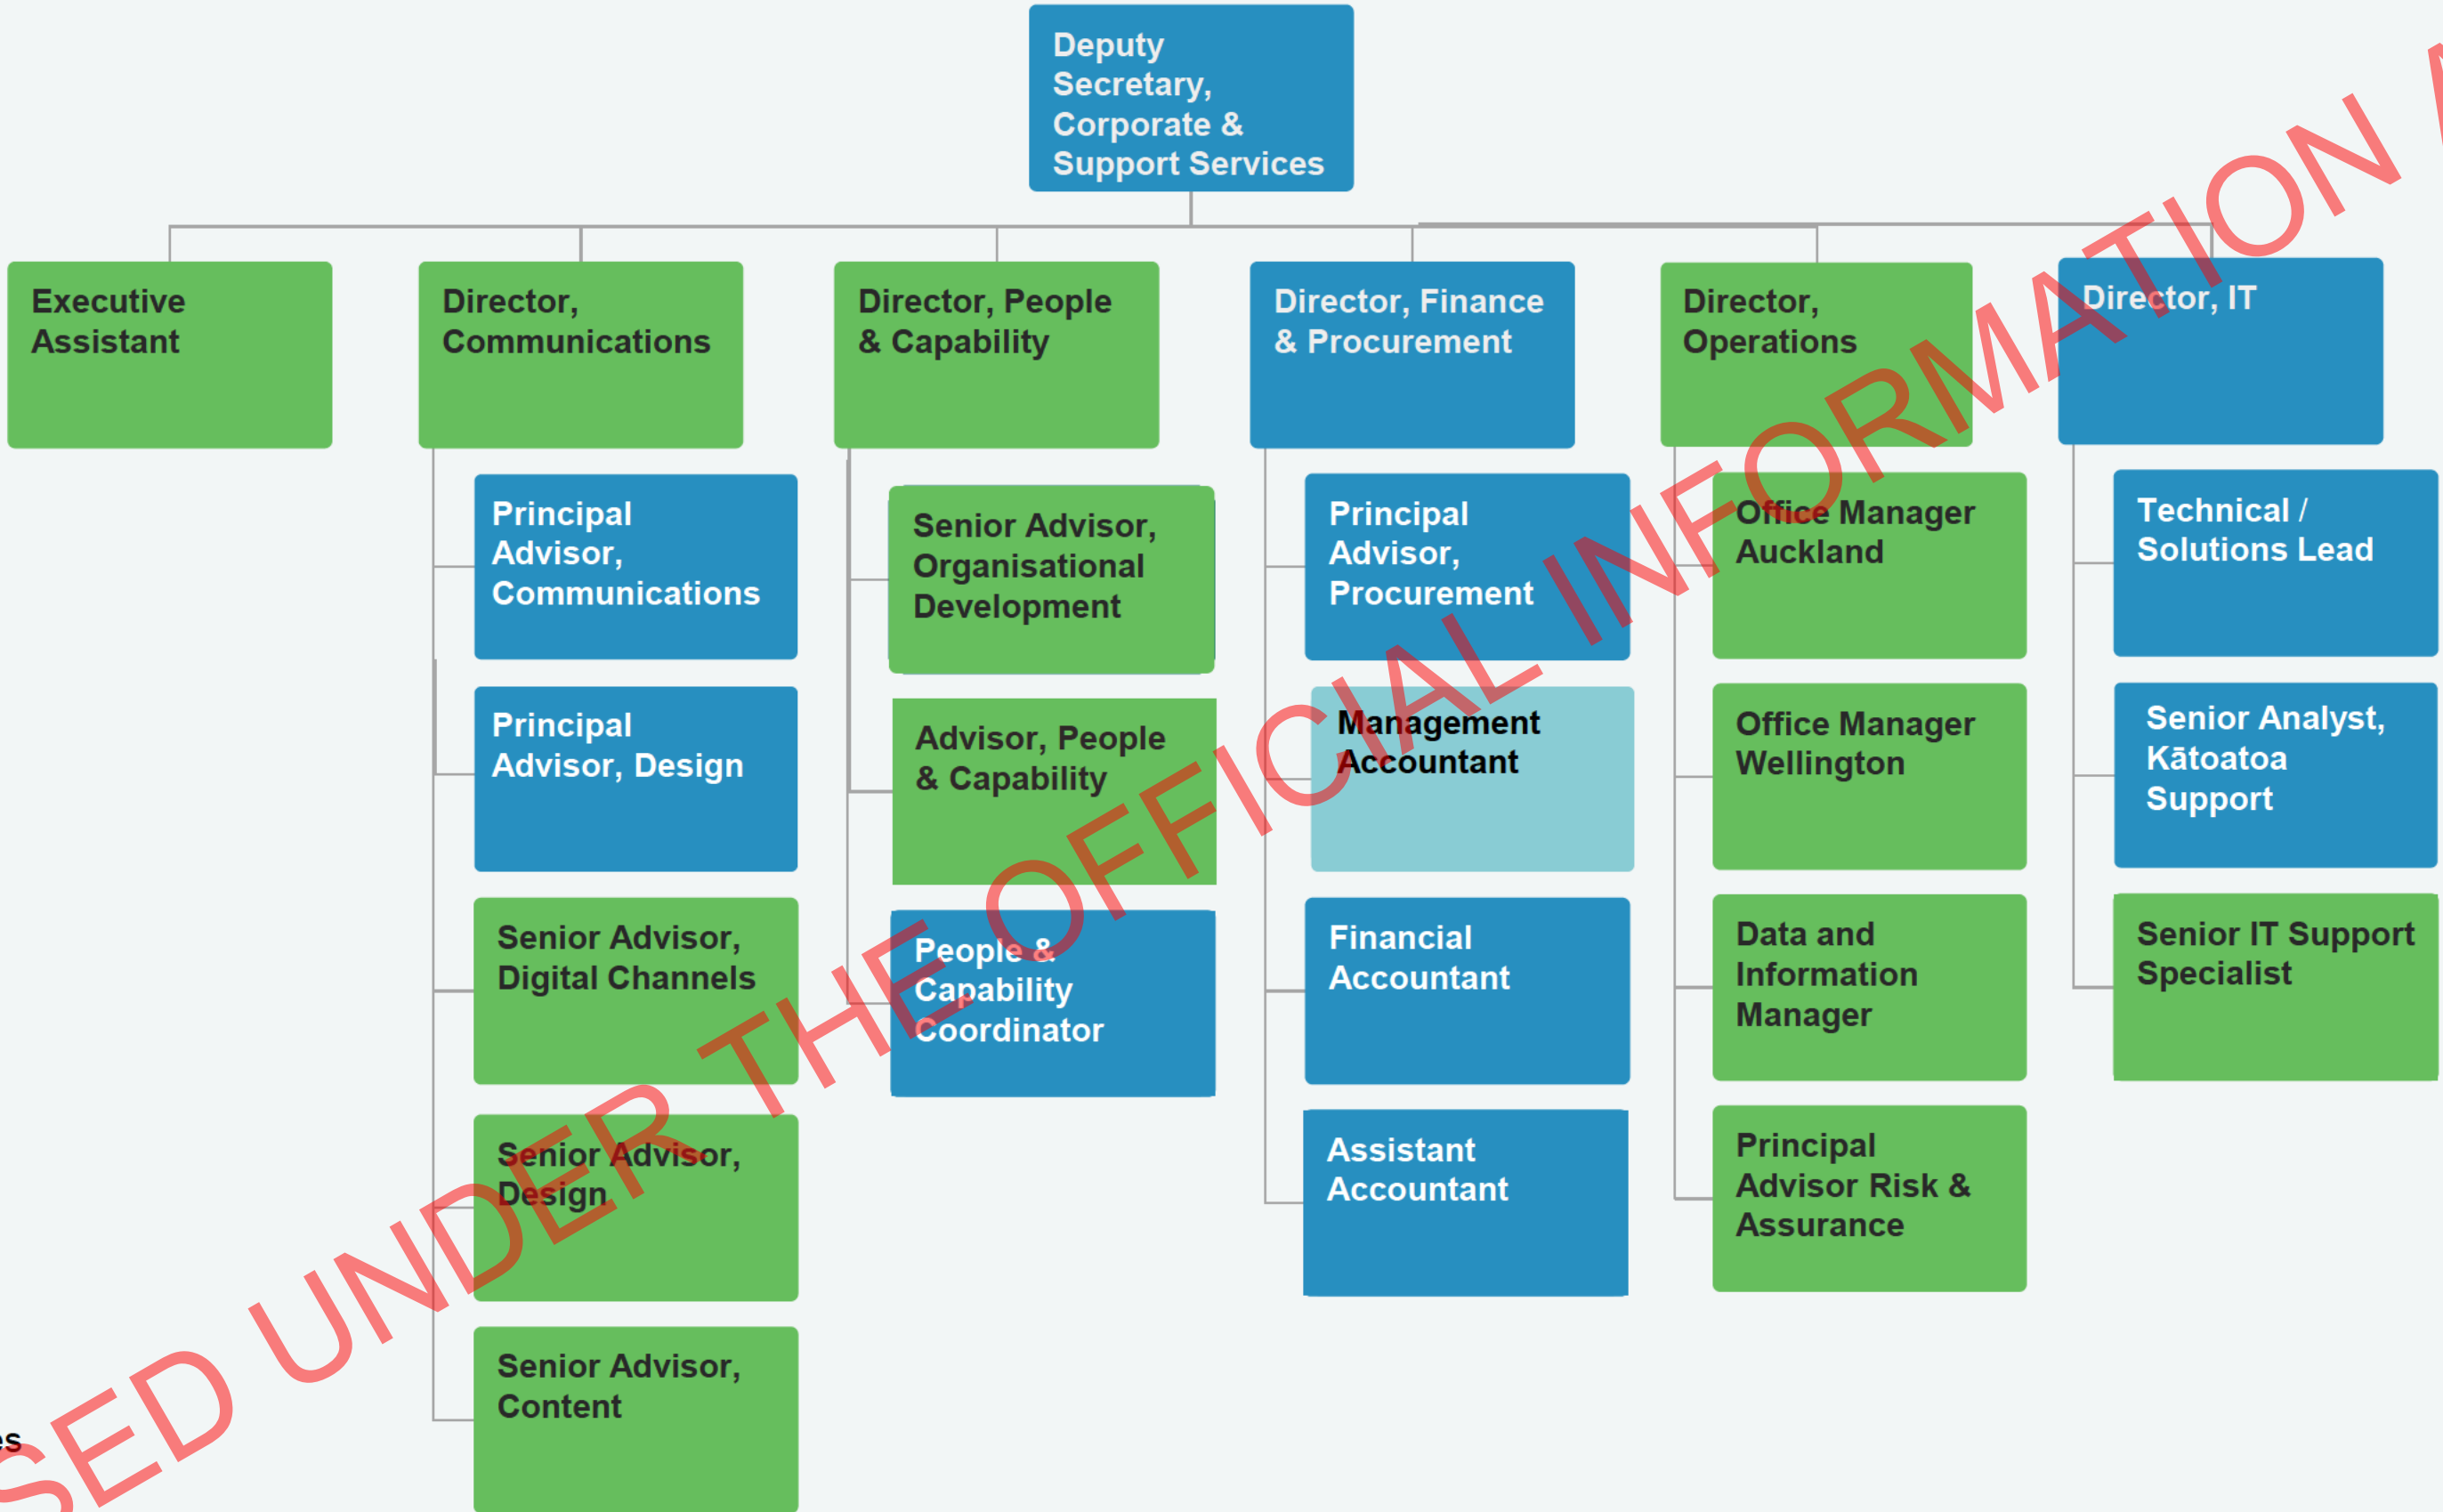 Deputy
Secretary,
Corporate &
Support Services
Executive
Assistant
Director,
Communications
Director, People
& Capability
Director, Finance
& Procurement
Director,
Operations
Director, IT
Principal
Advisor,
Communications
Principal
Advisor, Design
Senior Advisor,
Digital Channels
Senior Advisor,
Design
Senior Advisor,
Content
Senior Advisor,
Organisational
Development
Advisor, People
& Capability
People &
Capability
Coordinator
Principal
Advisor,
Procurement
Management
Accountant
Financial
Accountant
Assistant
Accountant
Office Manager
Auckland
Office Manager
Wellington
Data and
Information
Manager
Principal
Advisor Risk &
Assurance
Technical /
Solutions Lead
Senior Analyst,
Kātoatoa
Support
Senior IT Support
Specialist
es
SED UNDER THE OFFICIAL INFORMATION A